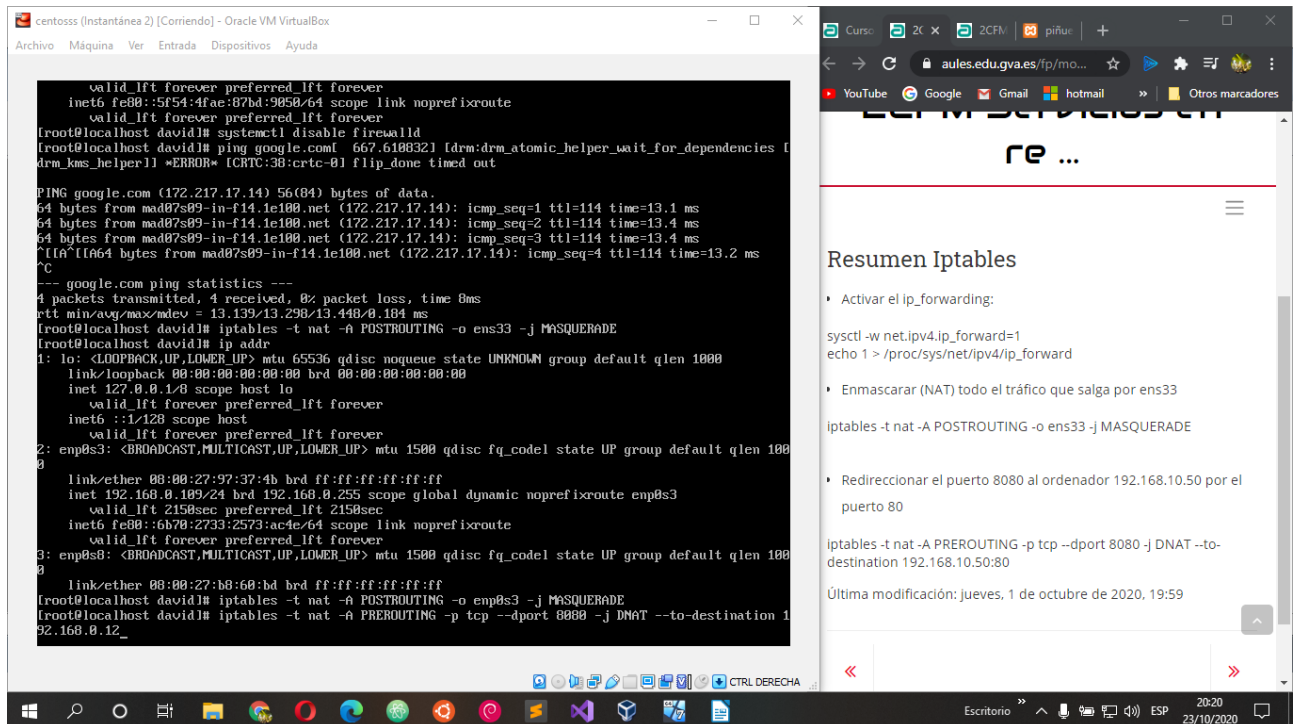 centosss (Instantánea 2) [Corriendo] - Oracle VM VirtualBox
Archivo Máquina Ver Entrada Dispositivos Ayuda
valid_lft forever preferred_lft forever
inet6 fe80::5f54:4fae:87bd:9050/64 scope link noprefixroute
valid_lft forever preferred_lft forever
[root@localhost david]# systemctl disable firewalld
[root@localhost david]# ping google.com[ 667.610832] [drm:drm_atomic_helper_wait_for_dependencies [
drm_kms_helper]] *ERROR* [CRTC:38:crtc-0] flip_done timed out
PING google.com (172.217.17.14) 56(84) bytes of data.
64 bytes from mad07s09-in-f14.1e100.net (172.217.17.14): icmp_seq=1 ttl=114 time=13.1 ms
64 bytes from mad07s09-in-f14.1e100.net (172.217.17.14): icmp_seq=2 ttl=114 time=13.4 ms
64 bytes from mad07s09-in-f14.1e100.net (172.217.17.14): icmp_seq=3 ttl=114 time=13.4 ms
^[[A^[[A64 bytes from mad07s09-in-f14.1e100.net (172.217.17.14): icmp_seq=4 ttl=114 time=13.2 ms
^C
--- google.com ping statistics ---
4 packets transmitted, 4 received, 0% packet loss, time 8ms
rtt min/avg/max/mdev = 13.139/13.298/13.448/0.184 ms
[root@localhost david]# iptables -t nat -A POSTROUTING -o ens33 -j MASQUERADE
[root@localhost david]# ip addr
1: lo: <LOOPBACK,UP,LOWER_UP> mtu 65536 qdisc noqueue state UNKNOWN group default qlen 1000
link/loopback 00:00:00:00:00:00 brd 00:00:00:00:00:00
inet 127.0.0.1/8 scope host lo
valid_lft forever preferred_lft forever
inet6 ::1/128 scope host
valid_lft forever preferred_lft forever
2: enp0s3: <BROADCAST,MULTICAST,UP,LOWER_UP> mtu 1500 qdisc fq_codel state UP group default qlen 100
0
link/ether 08:00:27:97:37:4b brd ff:ff:ff:ff:ff:ff
inet 192.168.0.109/24 brd 192.168.0.255 scope global dynamic noprefixroute enp0s3
valid_lft 2150sec preferred_lft 2150sec
inet6 fe80::6b70:2733:2573:ac4e/64 scope link noprefixroute
valid_lft forever preferred_lft forever
3: enp0s8: <BROADCAST,MULTICAST,UP,LOWER_UP> mtu 1500 qdisc fq_codel state UP group default qlen 100
0
link/ether 08:00:27:b8:60:bd brd ff:ff:ff:ff:ff:ff
[root@localhost david]# iptables -t nat -A POSTROUTING -o enp0s3 -j MASQUERADE
[root@localhost david]# iptables -t nat -A PREROUTING -p tcp --dport 8080 -j DNAT --to-destination 1
92.168.0.12_
CTRL DERECHA
Curso 2C 2CFM piñue
aules.edu.gva.es/fp/mo...
YouTube Google Gmail hotmail » Otros marcadores
re ...
Resumen Iptables
Activar el ip_forwarding:
sysctl -w net.ipv4.ip_forward=1
echo 1 > /proc/sys/net/ipv4/ip_forward
Enmascarar (NAT) todo el tráfico que salga por ens33
iptables -t nat -A POSTROUTING -o ens33 -j MASQUERADE
Redireccionar el puerto 8080 al ordenador 192.168.10.50 por el
puerto 80
iptables -t nat -A PREROUTING -p tcp --dport 8080 -j DNAT --to-
destination 192.168.10.50:80
Última modificación: jueves, 1 de octubre de 2020, 19:59
« »
Escritorio » ESP 20:20
23/10/2020